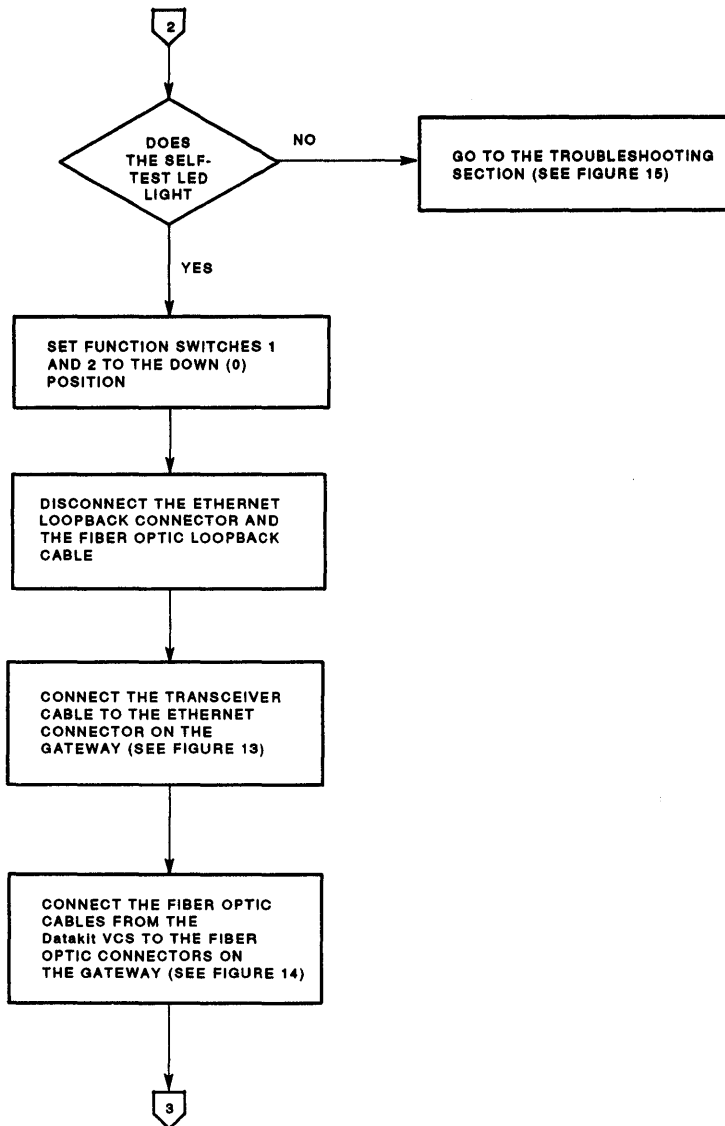 2
DOES
THE SELF-
TEST LED
LIGHT
NO
GO TO THE TROUBLESHOOTING
SECTION (SEE FIGURE 15)
YES
SET FUNCTION SWITCHES 1
AND 2 TO THE DOWN (0)
POSITION
DISCONNECT THE ETHERNET
LOOPBACK CONNECTOR AND
THE FIBER OPTIC LOOPBACK
CABLE
CONNECT THE TRANSCEIVER
CABLE TO THE ETHERNET
CONNECTOR ON THE
GATEWAY (SEE FIGURE 13)
CONNECT THE FIBER OPTIC
CABLES FROM THE
Datakit VCS TO THE FIBER
OPTIC CONNECTORS ON
THE GATEWAY (SEE FIGURE 14)
3